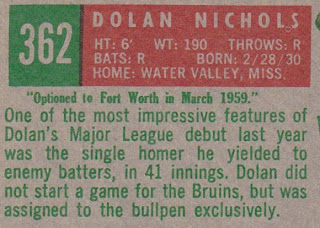 362
DOLAN NICHOLS
HT: 6' WT: 190 THROWS: R
BATS: R BORN: 2/28/30
HOME: WATER VALLEY, MISS.
"Optioned to Fort Worth in March 1959."
One of the most impressive features of
Dolan's Major League debut last year
was the single homer he yielded to
enemy batters, in 41 innings. Dolan did
not start a game for the Bruins, but was
assigned to the bullpen exclusively.